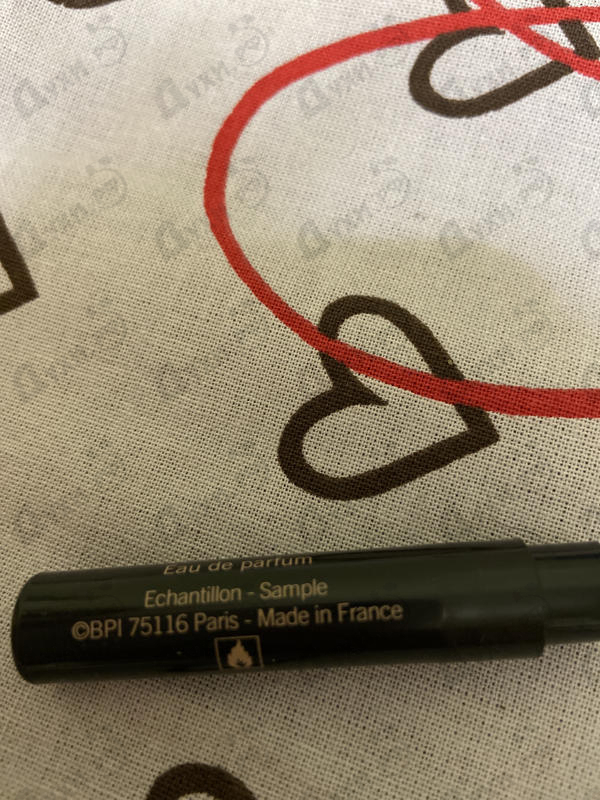 Eau de parfum
Echantillon - Sample
©BPI 75116 Paris - Made in France